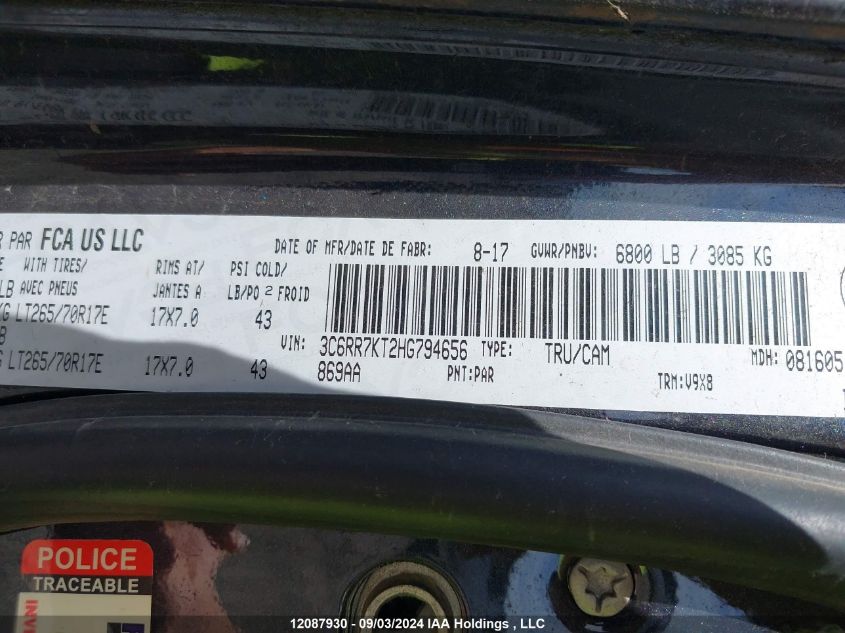 R PAR FCA US LLC DATE OF MFR/DATE DE FABR: 8-17 GVWR/PNBV: 6800 LB / 3085 KG
E WITH TIRES/ RIMS AT/ PSI COLD/
LB AVEC PNEUS JANTES A LB/PO 2 FROID
KG LT265/70R17E 17X7.0 43
B VIN: 3C6RR7KT2HG794656 TYPE: TRU/CAM MDH: 081605
G LT265/70R17E 17X7.0 43 869AA PNT:PAR TRM:V9X8
POLICE
TRACEABLE
INV
12087930 - 09/03/2024 IAA Holdings , LLC